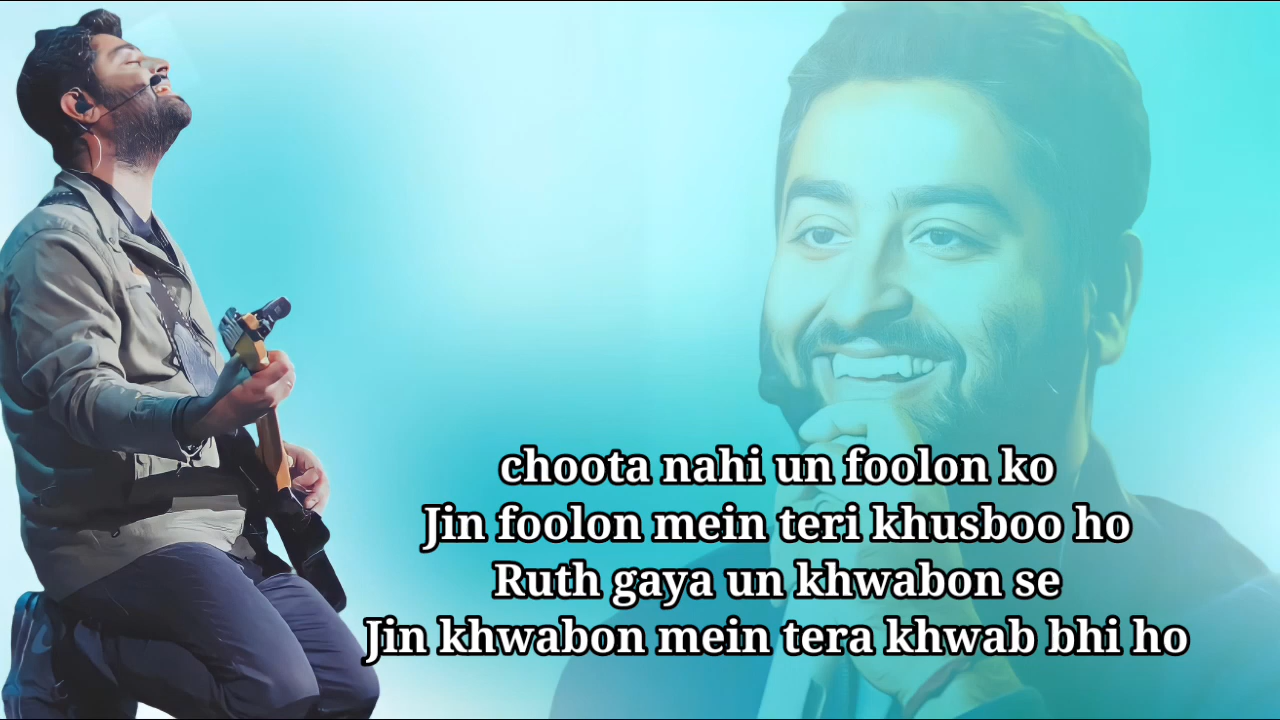 choota nahi un foolon ko
Jin foolon mein teri khusboo ho
Ruth gaya un khwabon se
Jin khwabon mein tera khwab bhi ho